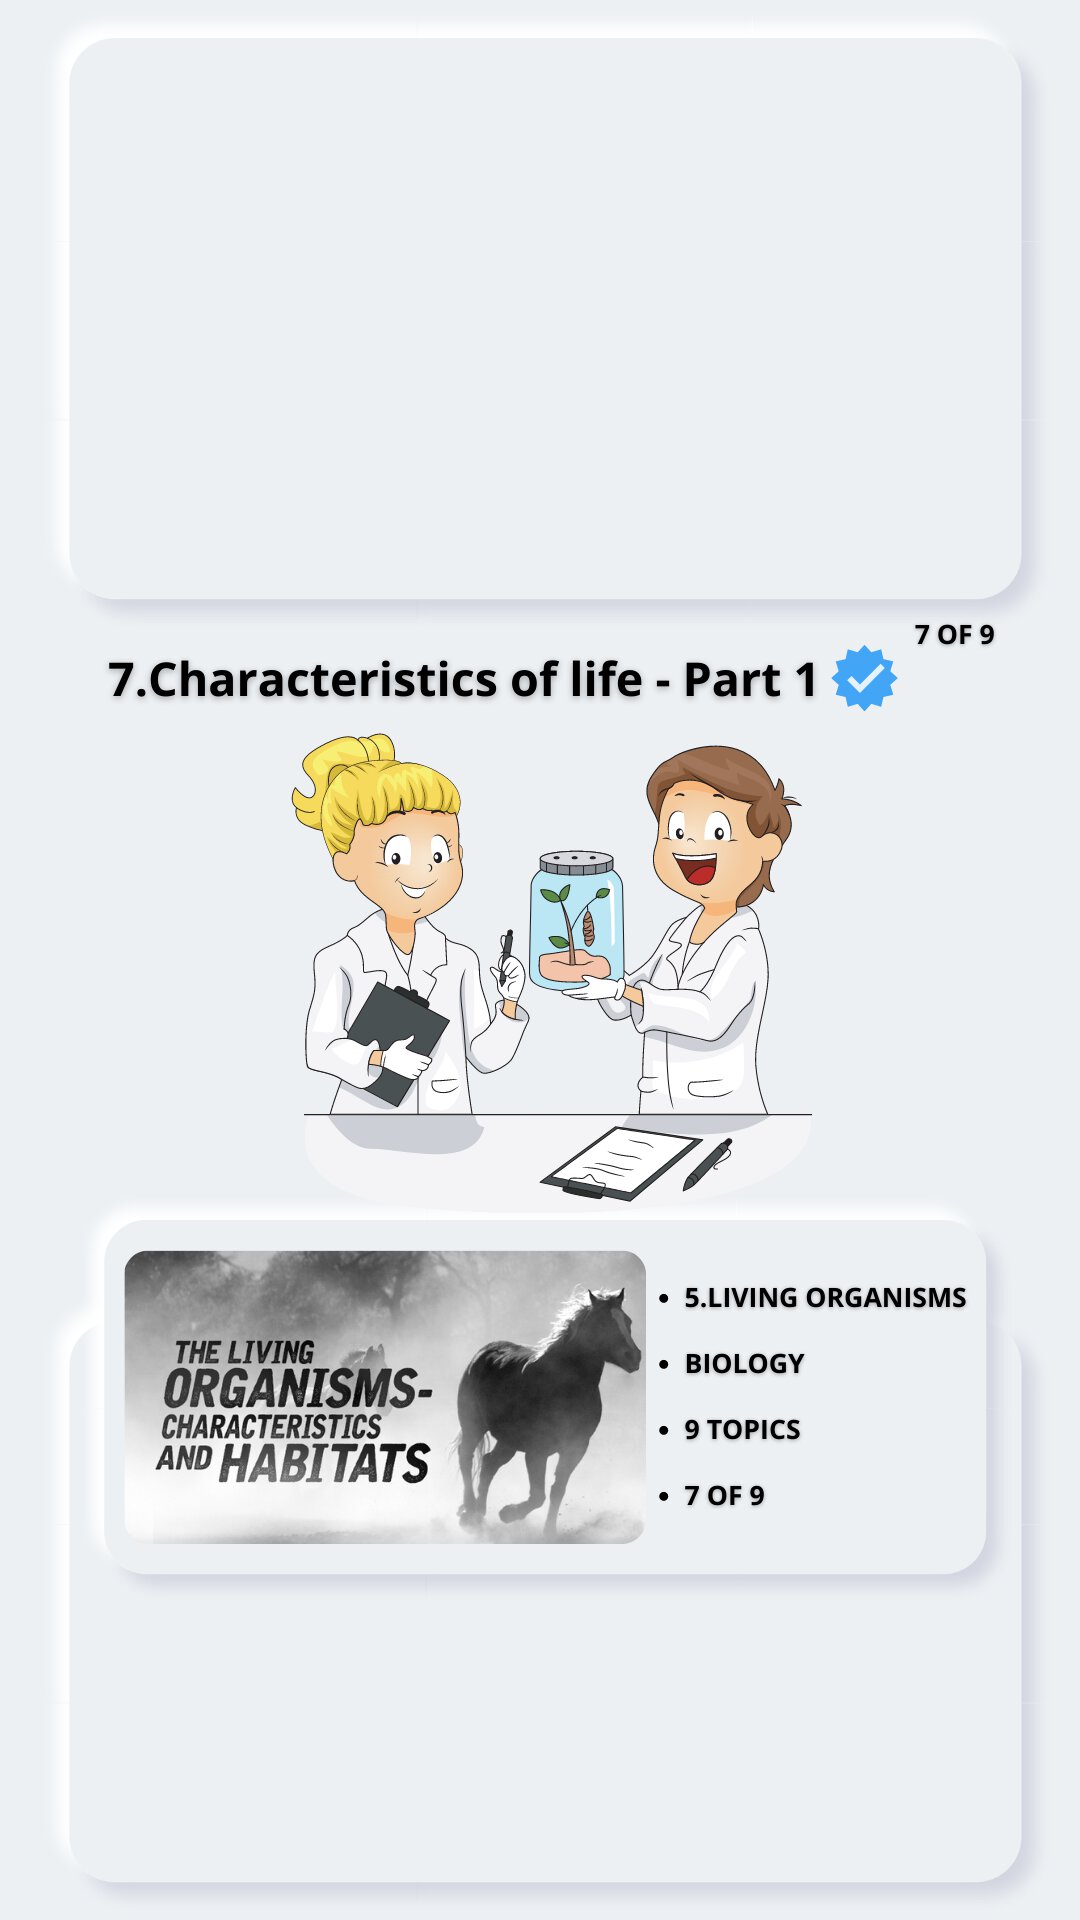 7 OF 9
7.Characteristics of life - Part 1
THE LIVING
ORGANISMS-
CHARACTERISTICS
AND HABITATS
• 5.LIVING ORGANISMS
• BIOLOGY
• 9 TOPICS
• 7 OF 9